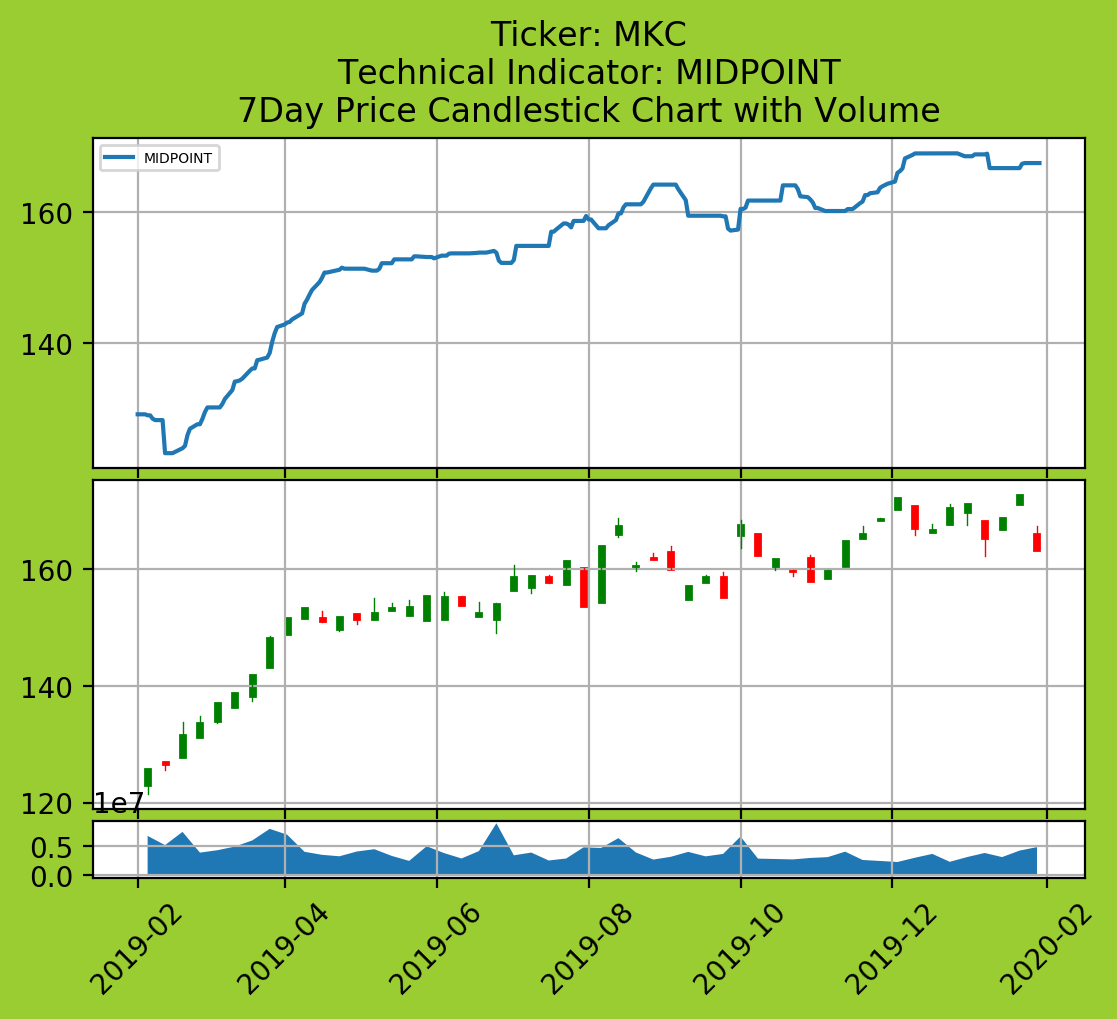 Ticker: MKC
Technical Indicator: MIDPOINT
7Day Price Candlestick Chart with Volume
MIDPOINT
160
140
160
140
120
1e7
0.5
0.0
2019-02
2019-04
2019-06
2019-08
2019-10
2019-12
2020-02